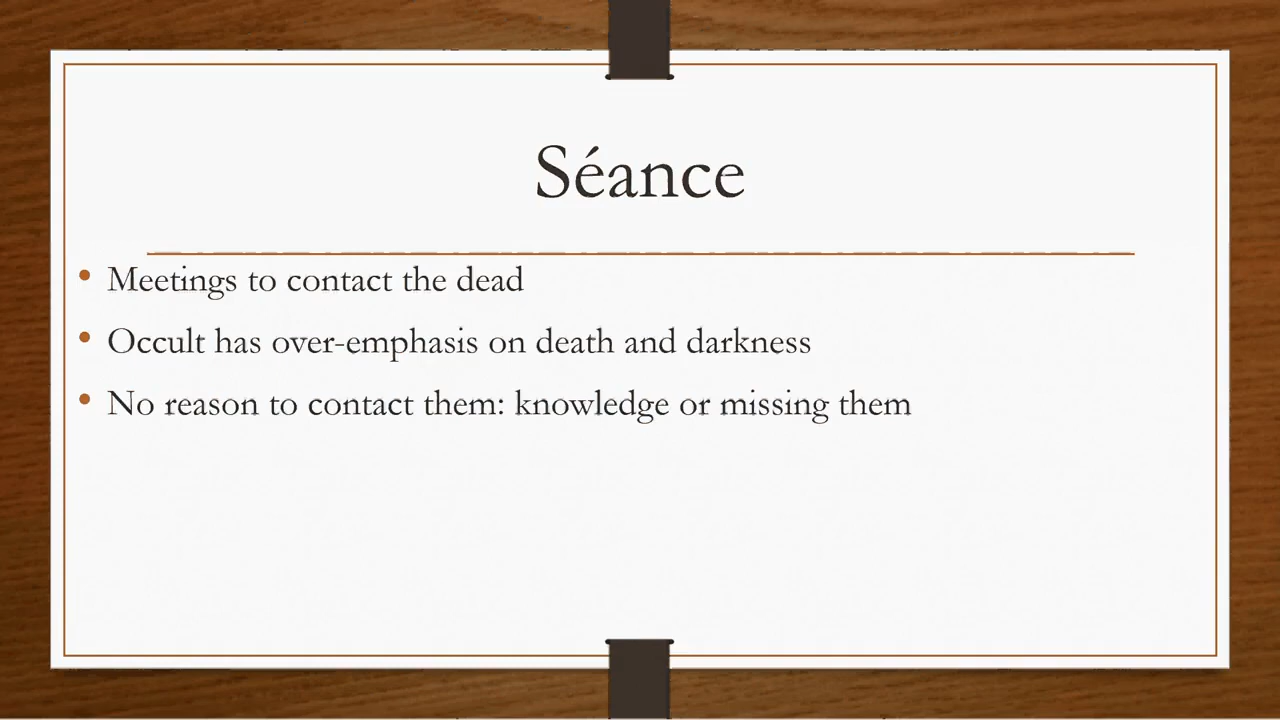 Séance
• Meetings to contact the dead
• Occult has over-emphasis on death and darkness
• No reason to contact them: knowledge or missing them